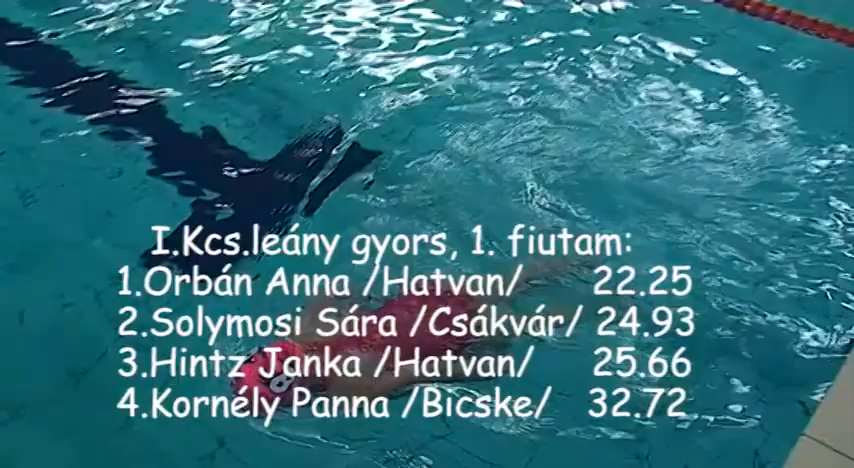 I.Kcs.leány gyors, 1. fiutam:
1.Orbán Anna /Hatvan/ 22.25
2.Solymosi Sára /Csákvár/ 24.93
3.Hintz Janka /Hatvan/ 25.66
4.Kornély Panna /Bicske/ 32.72